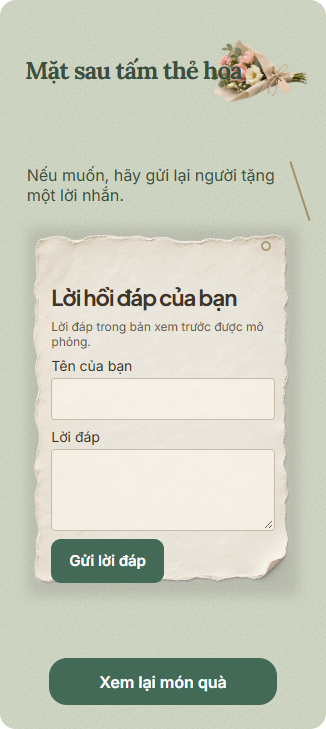 Mặt sau tấm thẻ hoa
Nếu muốn, hãy gửi lại người tặng
một lời nhắn.
Lời hồi đáp của bạn
Lời đáp trong bản xem trước được mô
phỏng.
Tên của bạn
Lời đáp
Gửi lời đáp
Xem lại món quà